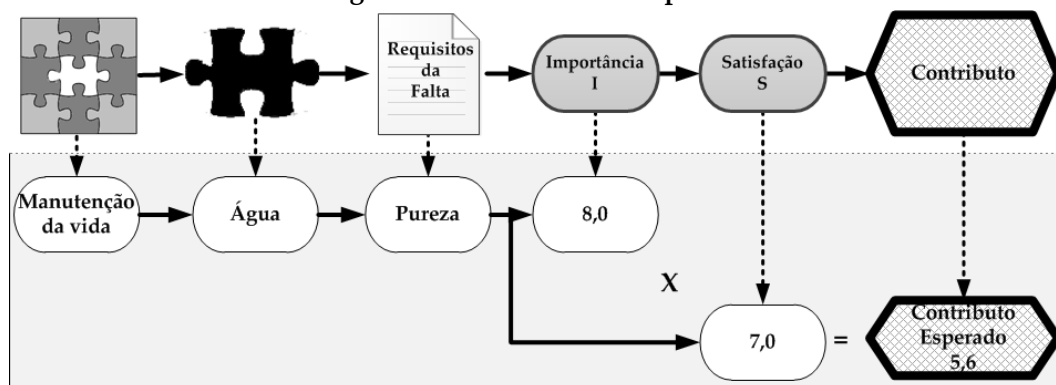 Requisitos
da
Falta
Importância
I
Satisfação
S
Contributo
Manutenção
da vida
Água
Pureza
8,0
X
7,0
=
Contributo
Esperado
5,6